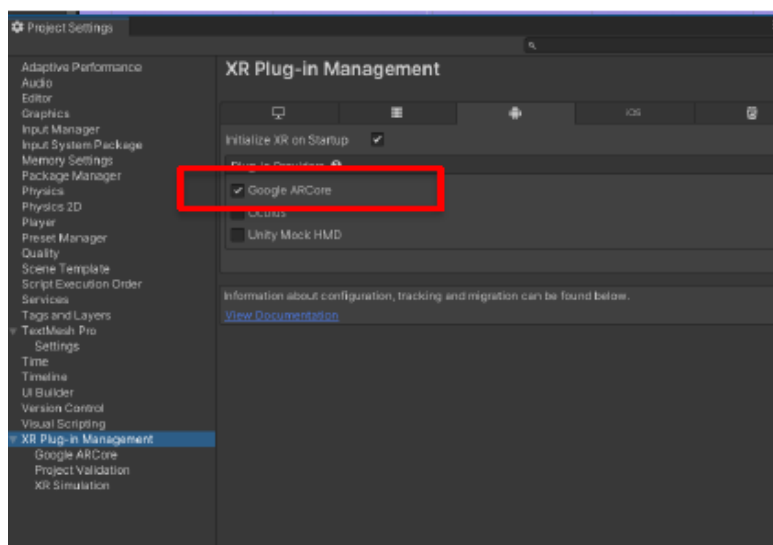 Project Settings
Adaptive Performance
Audio
Editor
Graphics
Input Manager
Input System Package
Memory Settings
Package Manager
Physics
Physics 2D
Player
Preset Manager
Quality
Scene Template
Script Execution Order
Services
Tags and Layers
TextMesh Pro
Settings
Time
Timeline
UI Builder
Version Control
Visual Scripting
XR Plug-in Management
Google ARCore
Project Validation
XR Simulation
XR Plug-in Management
iOS
Initialize XR on Startup
Plug-in Providers
Google ARCore
Oculus
Unity Mock HMD
Information about configuration, tracking and migration can be found below.
View Documentation